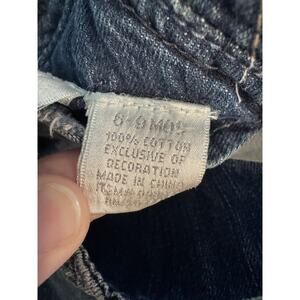 6-9 MOS
100% COTTON
EXCLUSIVE OF
DECORATION
MADE IN CHINA